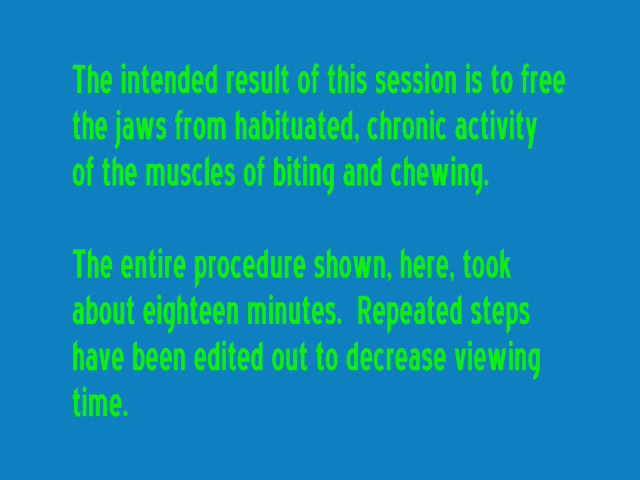 The intended result of this session is to free
the jaws from habituated, chronic activity
of the muscles of biting and chewing.
The entire procedure shown, here, took
about eighteen minutes.  Repeated steps
have been edited out to decrease viewing
time.